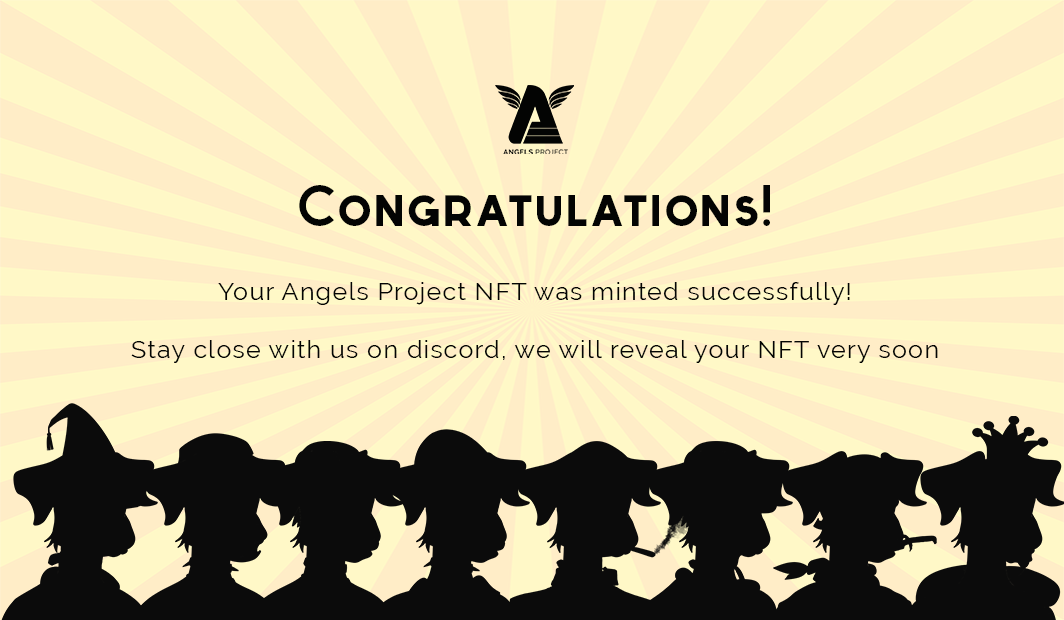 ANGELS PROJECT
Congratulations!
Your Angels Project NFT was minted successfully!
Stay close with us on discord, we will reveal your NFT very soon